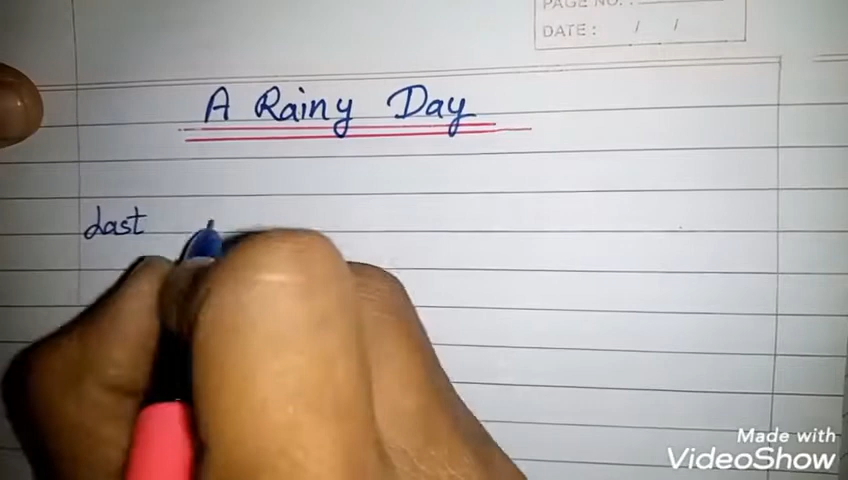 PAGE NO. :
DATE : / /
A Rainy Day
Last
Made with
VideoShow